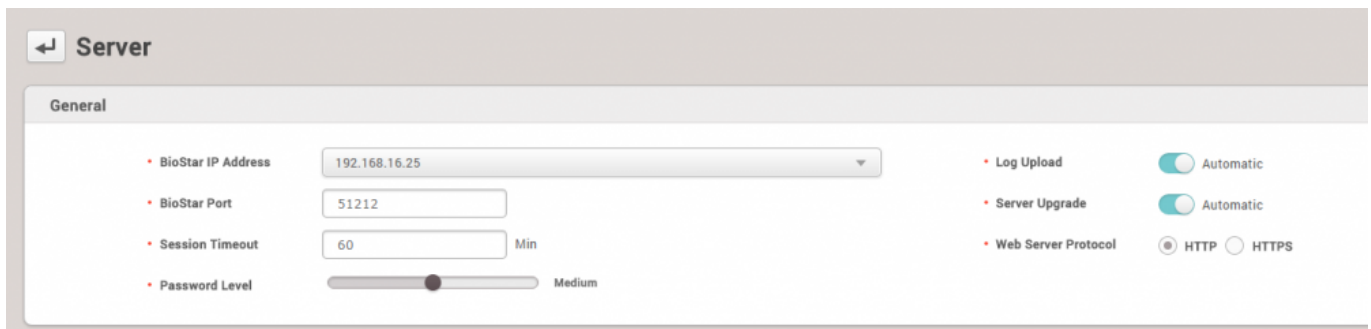 Server
General
BioStar IP Address 192.168.16.25
BioStar Port 51212
Session Timeout 60 Min
Password Level Medium
Log Upload Automatic
Server Upgrade Automatic
Web Server Protocol HTTP HTTPS